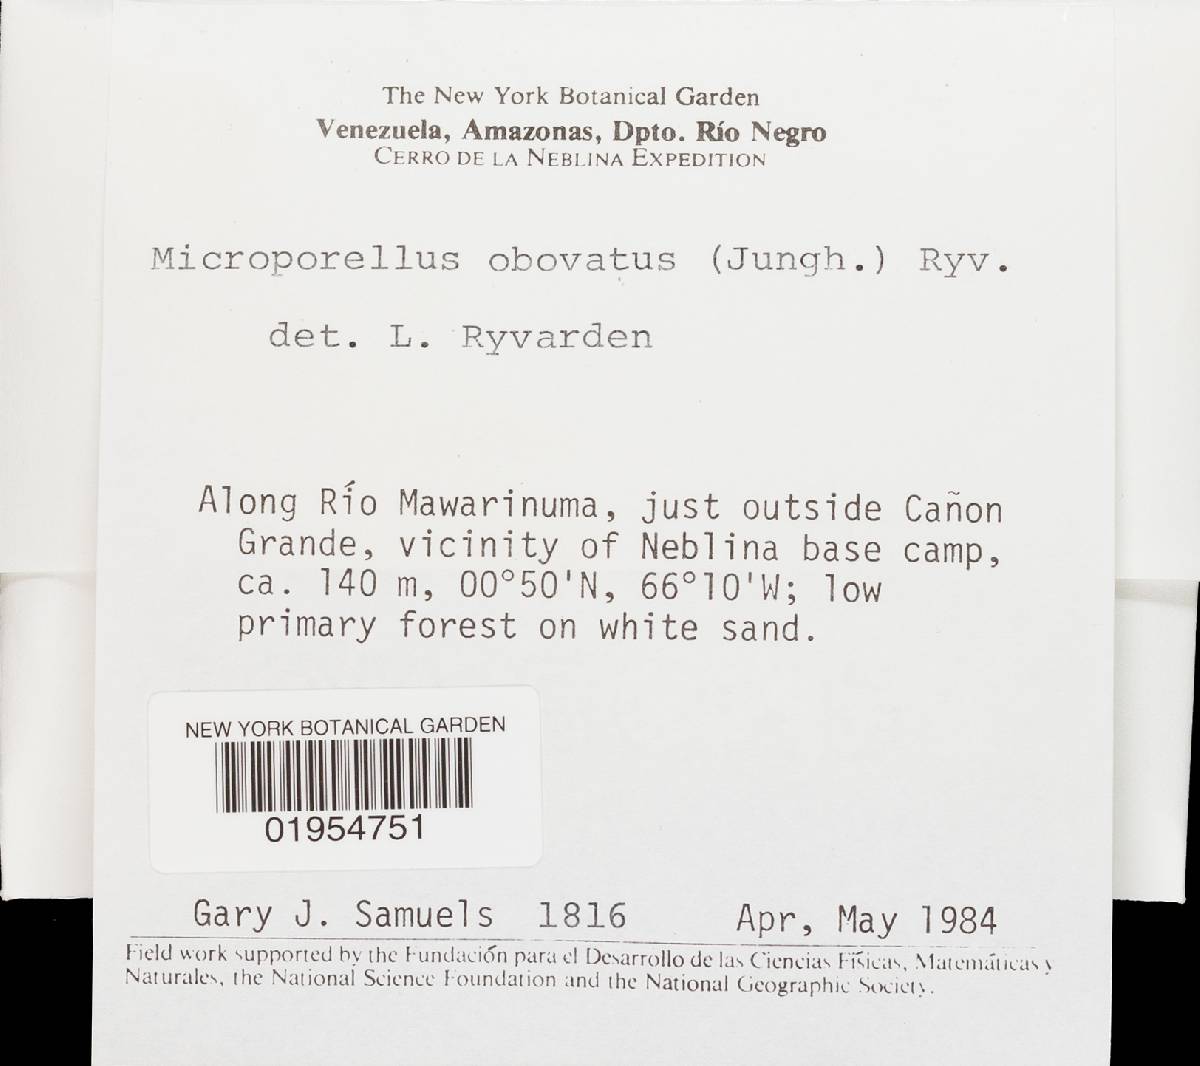 The New York Botanical Garden
Venezuela, Amazonas, Dpto. Río Negro
CERRO DE LA NEBLINA EXPEDITION
Microporellus obovatus (Jungh.) Ryv.
det. L. Ryvarden
Along Río Mawarinuma, just outside Cañon
Grande, vicinity of Neblina base camp,
ca. 140 m, 00°50'N, 66°10'W; low
primary forest on white sand.
NEW YORK BOTANICAL GARDEN
01954751
Gary J. Samuels 1816 Apr, May 1984
Field work supported by the Fundación para el Desarrollo de las Ciencias Físicas, Matemáticas y
Naturales, the National Science Foundation and the National Geographic Society.